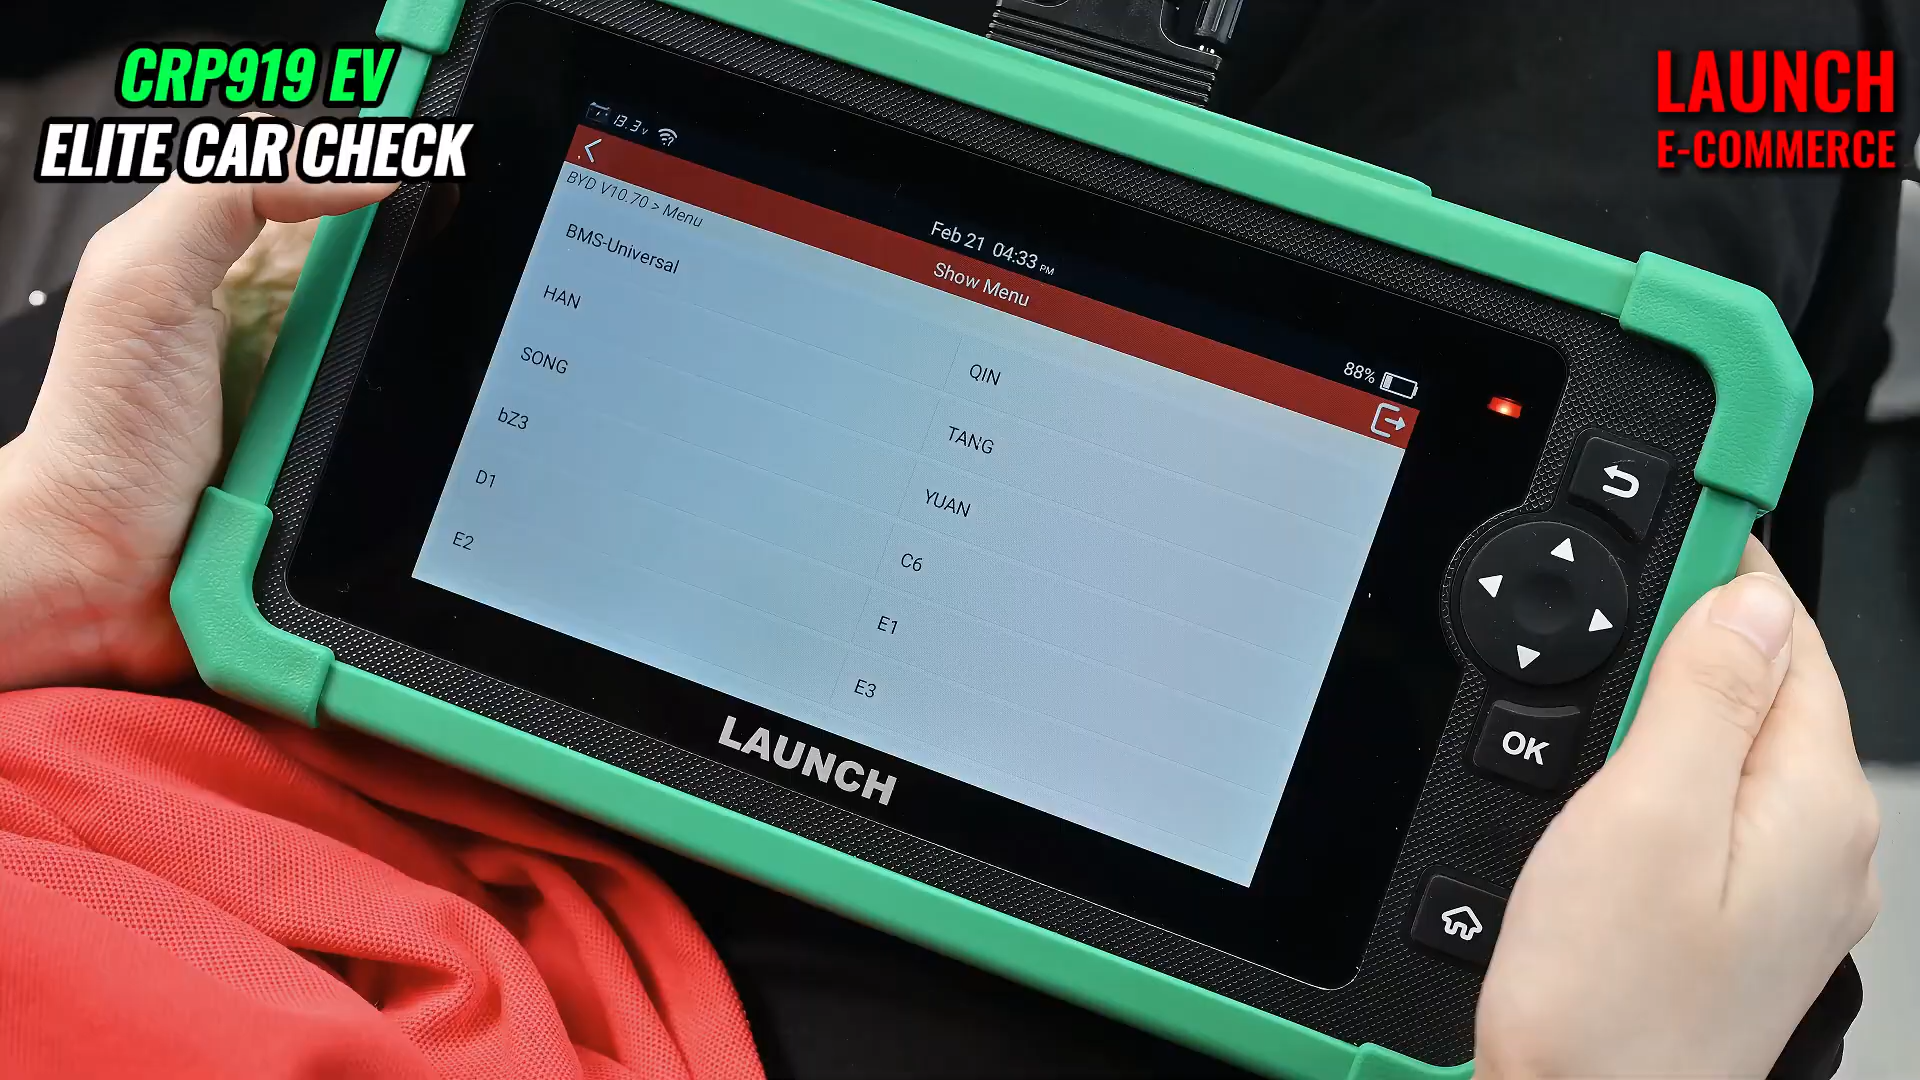 CRP919 EV
ELITE CAR CHECK
LAUNCH
E-COMMERCE
13.3v
Feb 21 04:33 PM
88%
Show Menu
BYD V10.70 > Menu
BMS-Universal
HAN
QIN
SONG
TANG
bZ3
YUAN
D1
C6
E2
E1
E3
LAUNCH
OK